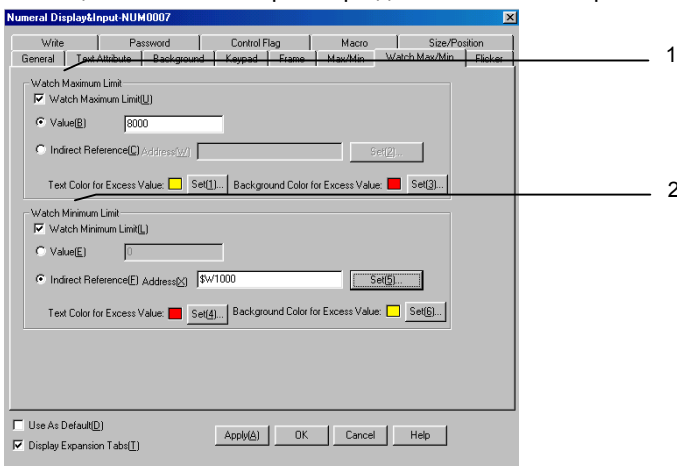 Numeral Display&Input-NUM0007
Write Password Control Flag Macro Size/Position
General Text Attribute Background Keypad Frame Max/Min Watch Max/Min Flicker
1
Watch Maximum Limit
Watch Maximum Limit(U)
Value(B) 8000
Indirect Reference(C) Address(W) Set(2)...
Text Color for Excess Value: Set(1)... Background Color for Excess Value: Set(3)...
2
Watch Minimum Limit
Watch Minimum Limit(L)
Value(E) 0
Indirect Reference(F) Address(X) $W1000 Set(5)...
Text Color for Excess Value: Set(4)... Background Color for Excess Value: Set(6)...
Use As Default(D)
Display Expansion Tabs(T)
Apply(A) OK Cancel Help